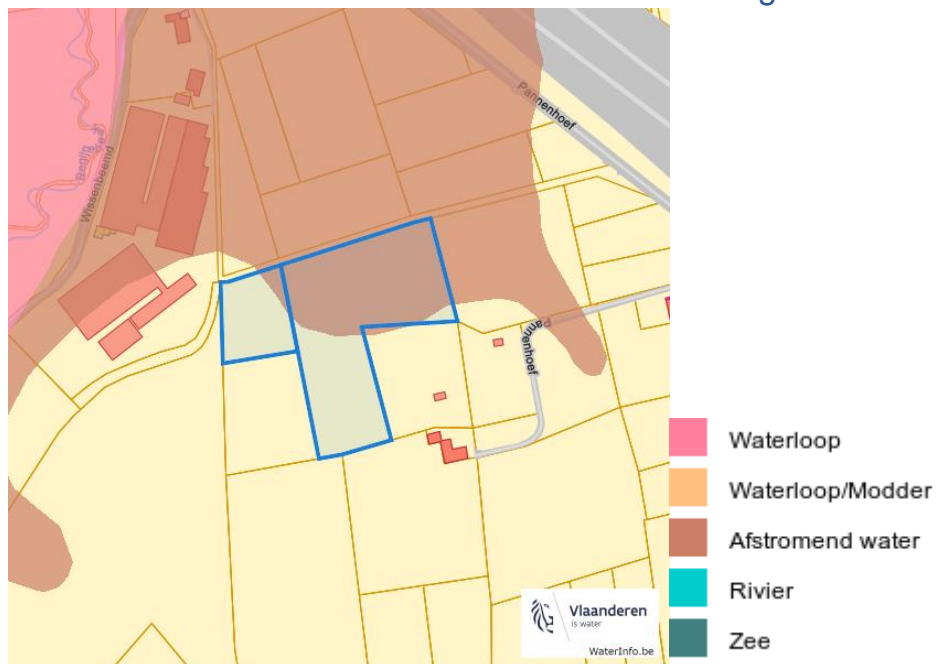 g
Pannenhoef
Wissenbeemd
Pannenhoef
Waterloop
Waterloop/Modder
Afstromend water
Rivier
Zee
Vlaanderen
is water
WaterInfo.be